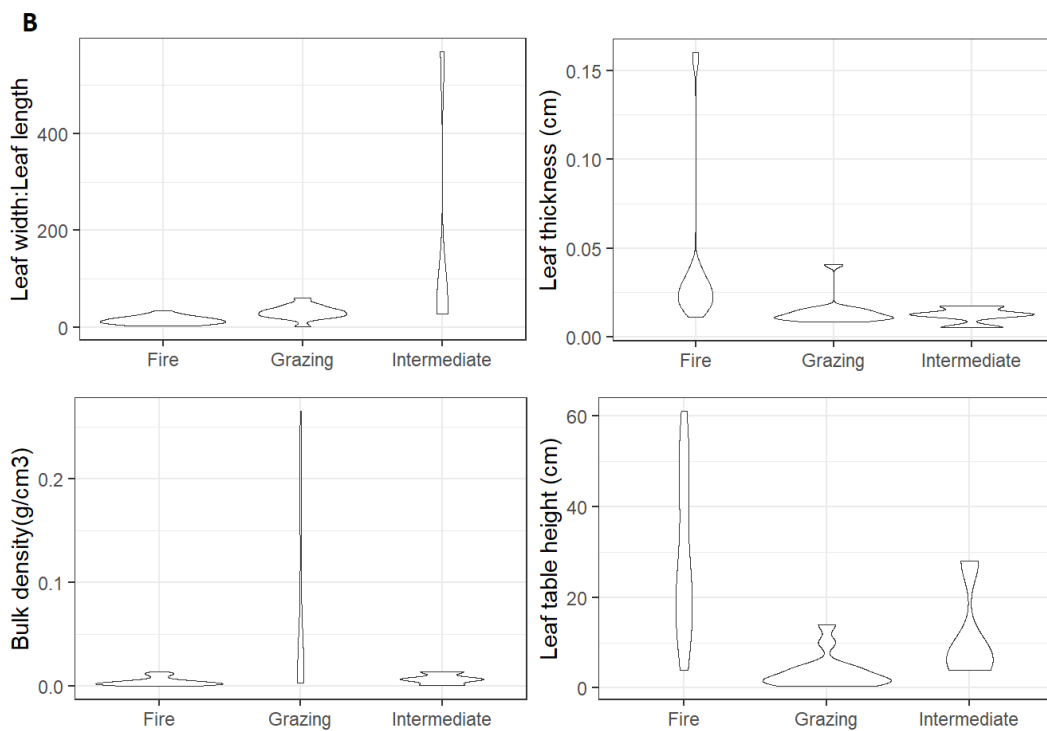 B
Leaf width:Leaf length
400
200
0
Fire Grazing Intermediate
Leaf thickness (cm)
0.15
0.10
0.05
0.00
Fire Grazing Intermediate
Bulk density(g/cm3)
0.2
0.1
0.0
Fire Grazing Intermediate
Leaf table height (cm)
60
40
20
0
Fire Grazing Intermediate